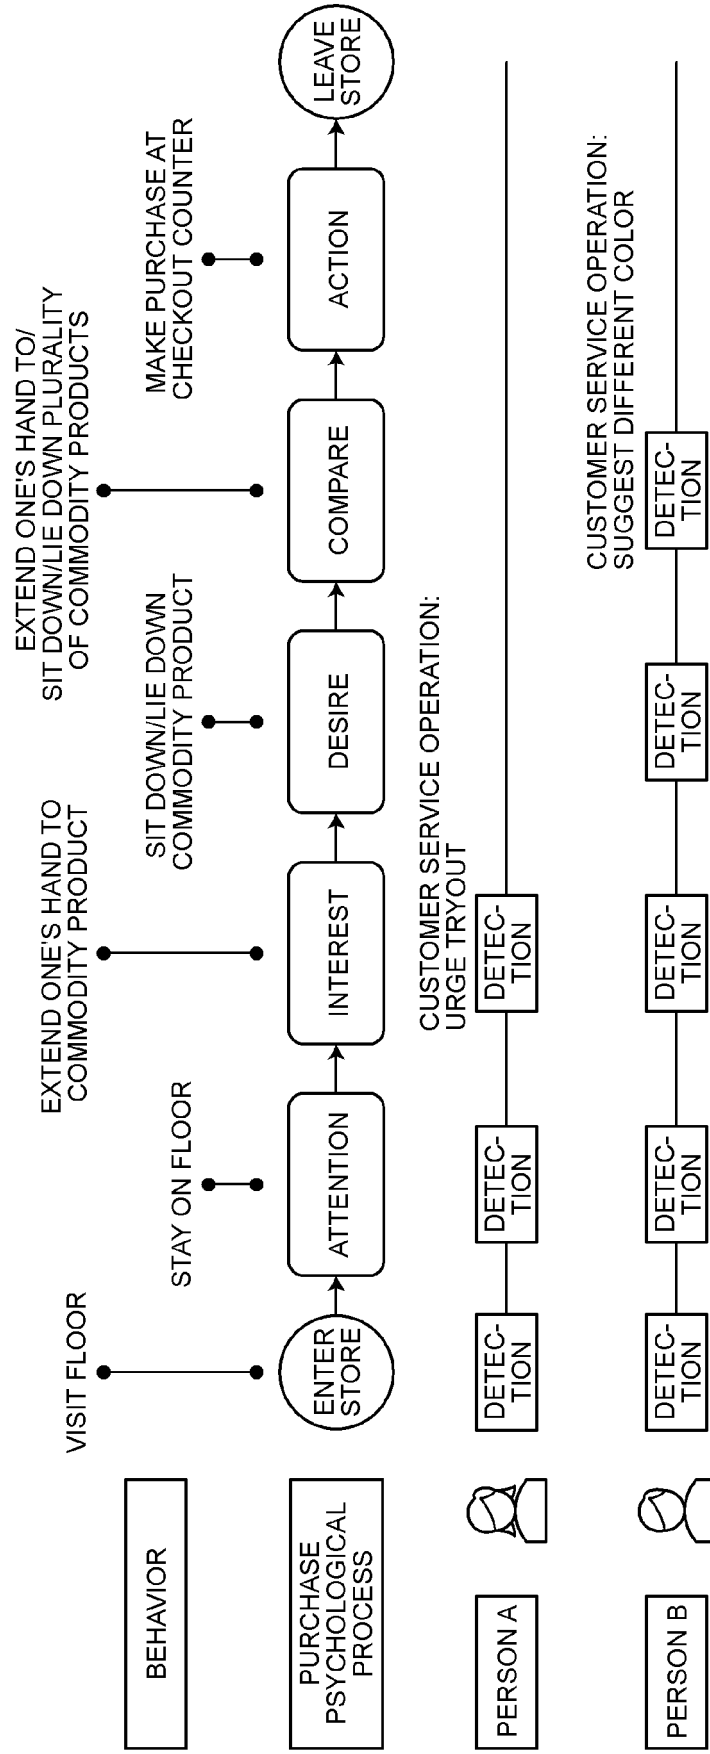 BEHAVIOR
VISIT FLOOR
STAY ON FLOOR
EXTEND ONE'S HAND TO
COMMODITY PRODUCT
SIT DOWN/LIE DOWN
COMMODITY PRODUCT
EXTEND ONE'S HAND TO/
SIT DOWN/LIE DOWN PLURALITY
OF COMMODITY PRODUCTS
MAKE PURCHASE AT
CHECKOUT COUNTER
PURCHASE
PSYCHOLOGICAL
PROCESS
ENTER
STORE
ATTENTION
INTEREST
DESIRE
COMPARE
ACTION
LEAVE
STORE
PERSON A
DETEC-
TION
DETEC-
TION
CUSTOMER SERVICE OPERATION:
URGE TRYOUT
DETEC-
TION
PERSON B
DETEC-
TION
DETEC-
TION
DETEC-
TION
DETEC-
TION
CUSTOMER SERVICE OPERATION:
SUGGEST DIFFERENT COLOR
DETEC-
TION